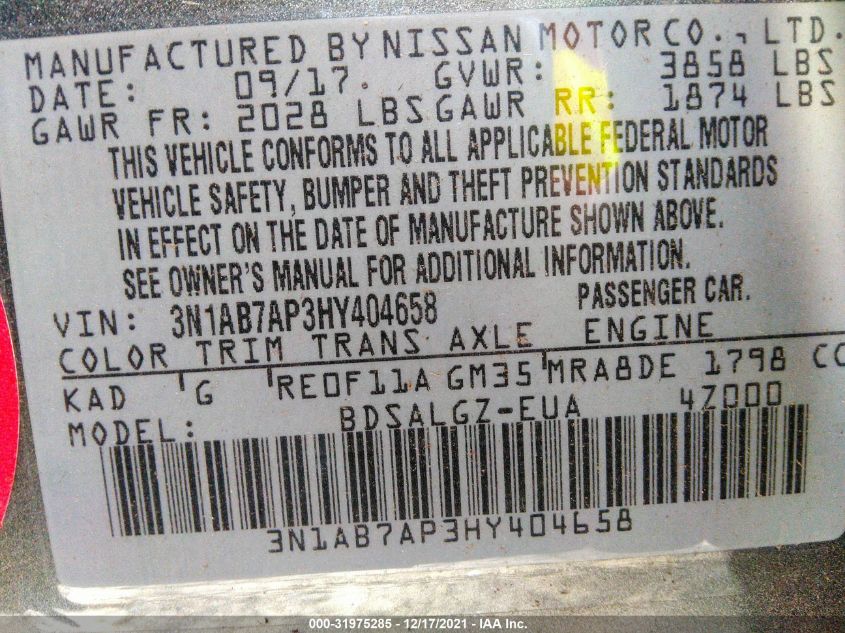 MANUFACTURED BY NISSAN MOTOR CO., LTD.
DATE: 09/17. GVWR: 3858 LBS
GAWR FR: 2028 LBS GAWR RR: 1874 LBS
THIS VEHICLE CONFORMS TO ALL APPLICABLE FEDERAL MOTOR
VEHICLE SAFETY, BUMPER AND THEFT PREVENTION STANDARDS
IN EFFECT ON THE DATE OF MANUFACTURE SHOWN ABOVE.
SEE OWNER'S MANUAL FOR ADDITIONAL INFORMATION.
VIN: 3N1AB7AP3HY404658 PASSENGER CAR.
COLOR TRIM TRANS AXLE ENGINE
KAD G RE0F11A GM35 MRA8DE 1798 CC
MODEL: BDSALGZ-EUA 4Z000
3N1AB7AP3HY404658
000-31975285 - 12/17/2021 - IAA Inc.